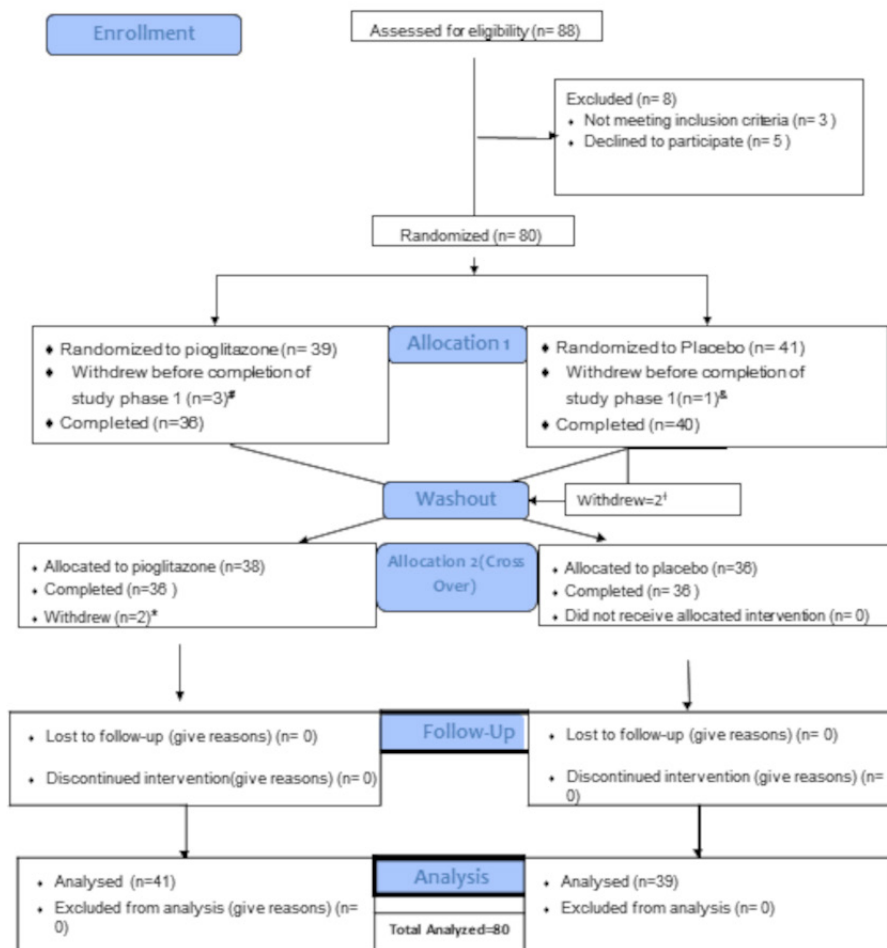 Enrollment
Assessed for eligibility (n= 88)
Excluded (n= 8)
⬧ Not meeting inclusion criteria (n= 3 )
⬧ Declined to participate (n= 5 )
Randomized (n= 80)
Allocation 1
♦ Randomized to pioglitazone (n= 39)
♦ Withdrew before completion of
study phase 1 (n=3)#
♦ Completed (n=36)
♦ Randomized to Placebo (n= 41)
♦ Withdrew before completion of
study phase 1(n=1)&
♦ Completed (n=40)
Washout
Withdrew=2ƚ
Allocation 2(Cross
Over)
⬧ Allocated to pioglitazone (n=38)
⬧ Completed (n=36 )
⬧ Withdrew (n=2)*
⬧ Allocated to placebo (n=36)
⬧ Completed (n= 36 )
⬧ Did not receive allocated intervention (n= 0)
Follow-Up
⬧ Lost to follow-up (give reasons) (n= 0)
⬧ Discontinued intervention(give reasons) (n= 0)
⬧ Lost to follow-up (give reasons) (n= 0)
⬧ Discontinued intervention (give reasons) (n=
0)
Analysis
⬧ Analysed (n=41)
⬧ Excluded from analysis (give reasons) (n=
0)
Total Analyzed=80
⬧ Analysed (n=39)
⬧ Excluded from analysis (n= 0)